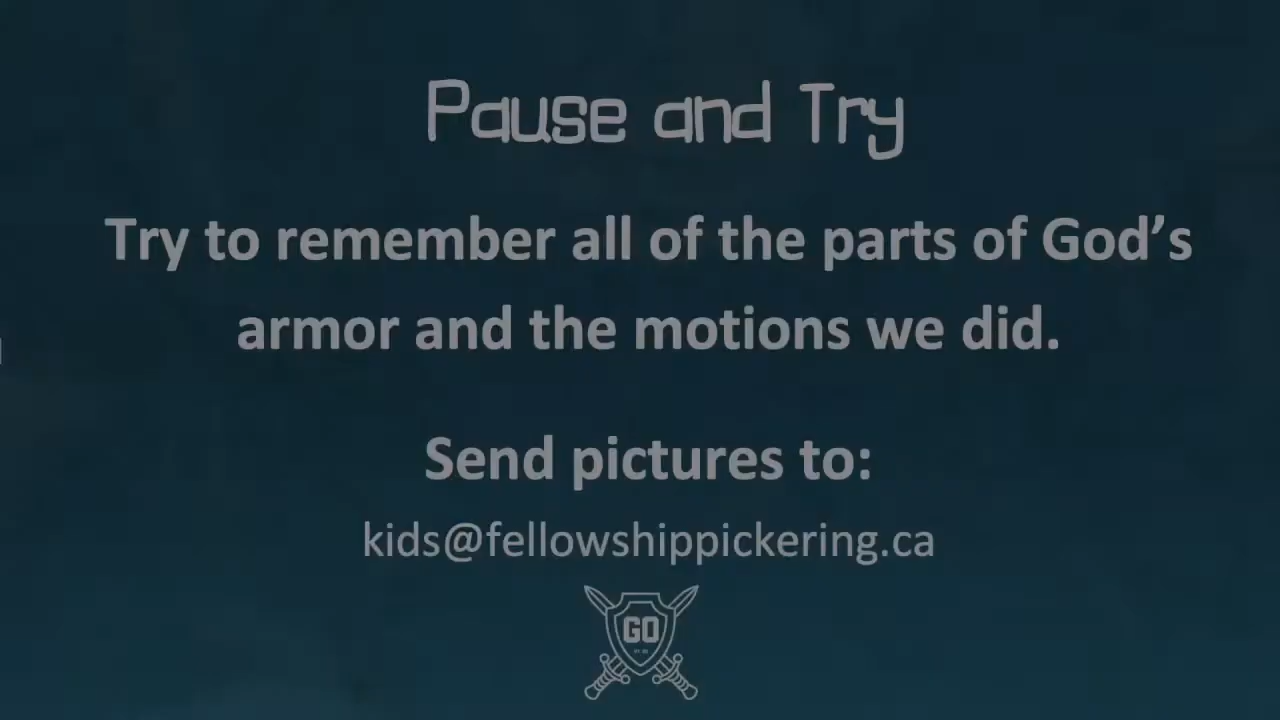 Pause and Try
Try to remember all of the parts of God’s
armor and the motions we did.
Send pictures to:
kids@fellowshippickering.ca
GO